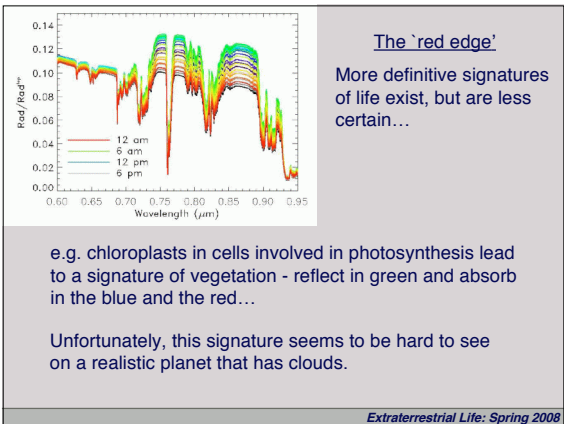 The `red edge'
More definitive signatures
of life exist, but are less
certain…
0.14
0.12
0.10
0.08
0.06
0.04
0.02
0.00
Rad/Rad
12 am
6 am
12 pm
6 pm
0.60 0.65 0.70 0.75 0.80 0.85 0.90 0.95
Wavelength (μm)
e.g. chloroplasts in cells involved in photosynthesis lead
to a signature of vegetation - reflect in green and absorb
in the blue and the red…
Unfortunately, this signature seems to be hard to see
on a realistic planet that has clouds.
Extraterrestrial Life: Spring 2008